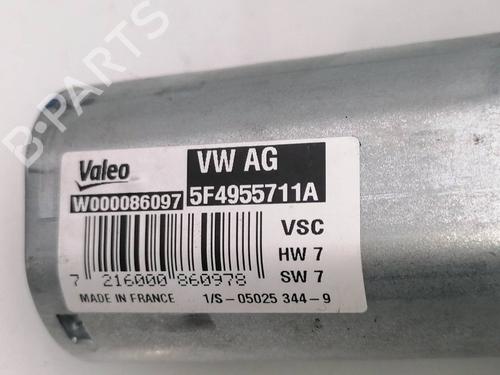 B-PARTS
Valeo
VW AG
W000086097
5F4955711A
VSC
HW 7
SW 7
7 216000 860978
MADE IN FRANCE
1/S - 05025 344 - 9